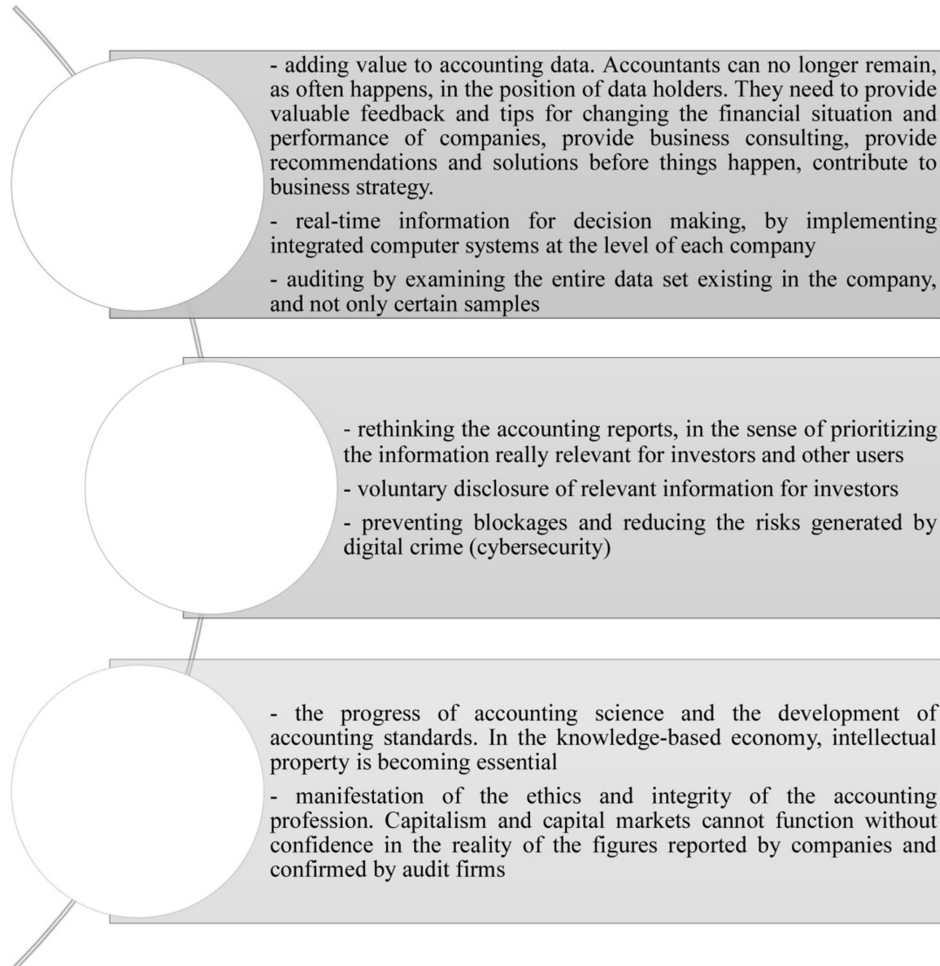 - adding value to accounting data. Accountants can no longer remain,
as often happens, in the position of data holders. They need to provide
valuable feedback and tips for changing the financial situation and
performance of companies, provide business consulting, provide
recommendations and solutions before things happen, contribute to
business strategy.
- real-time information for decision making, by implementing
integrated computer systems at the level of each company
- auditing by examining the entire data set existing in the company,
and not only certain samples
- rethinking the accounting reports, in the sense of prioritizing
the information really relevant for investors and other users
- voluntary disclosure of relevant information for investors
- preventing blockages and reducing the risks generated by
digital crime (cybersecurity)
- the progress of accounting science and the development of
accounting standards. In the knowledge-based economy, intellectual
property is becoming essential
- manifestation of the ethics and integrity of the accounting
profession. Capitalism and capital markets cannot function without
confidence in the reality of the figures reported by companies and
confirmed by audit firms